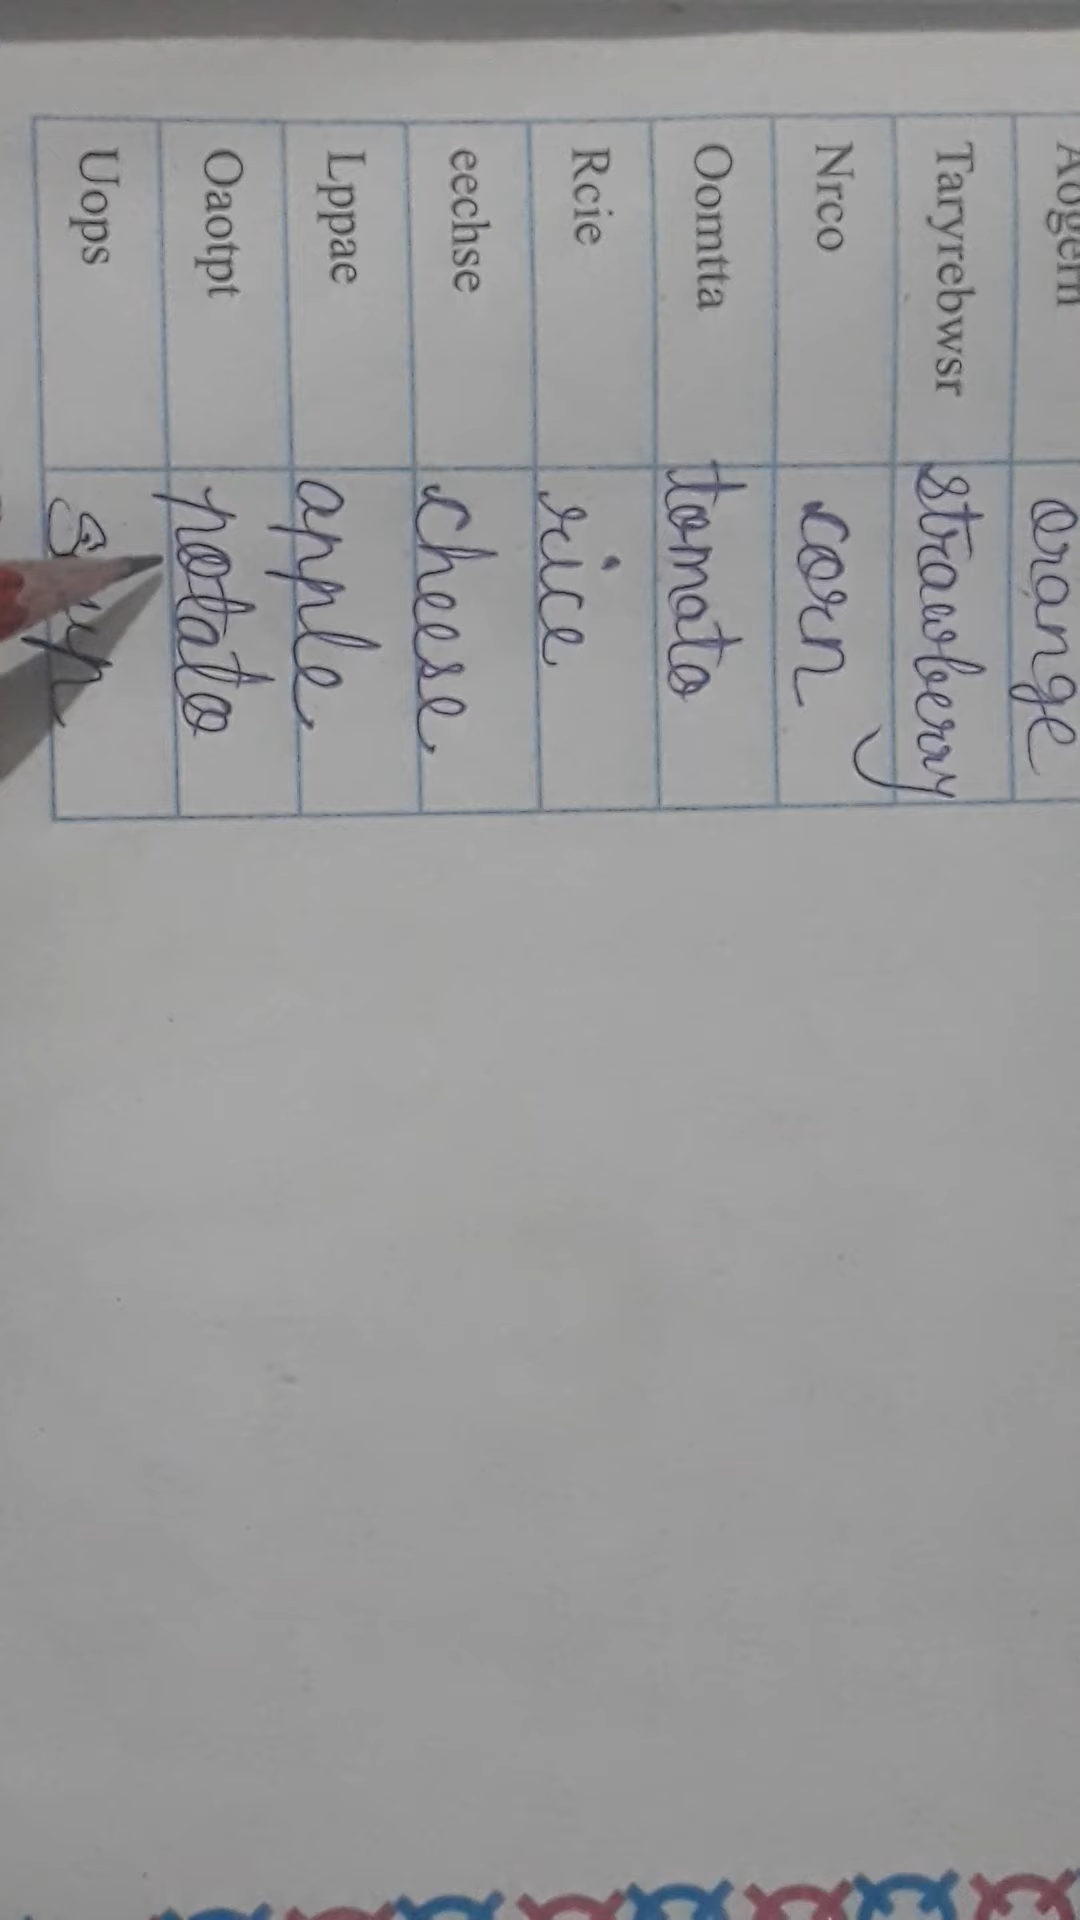 Aogern orange
Taryrebwsr strawberry
Nrco corn
Oomtta tomato
Rcie rice
eechse cheese
Lppae apple
Oaotpt potato
Uops